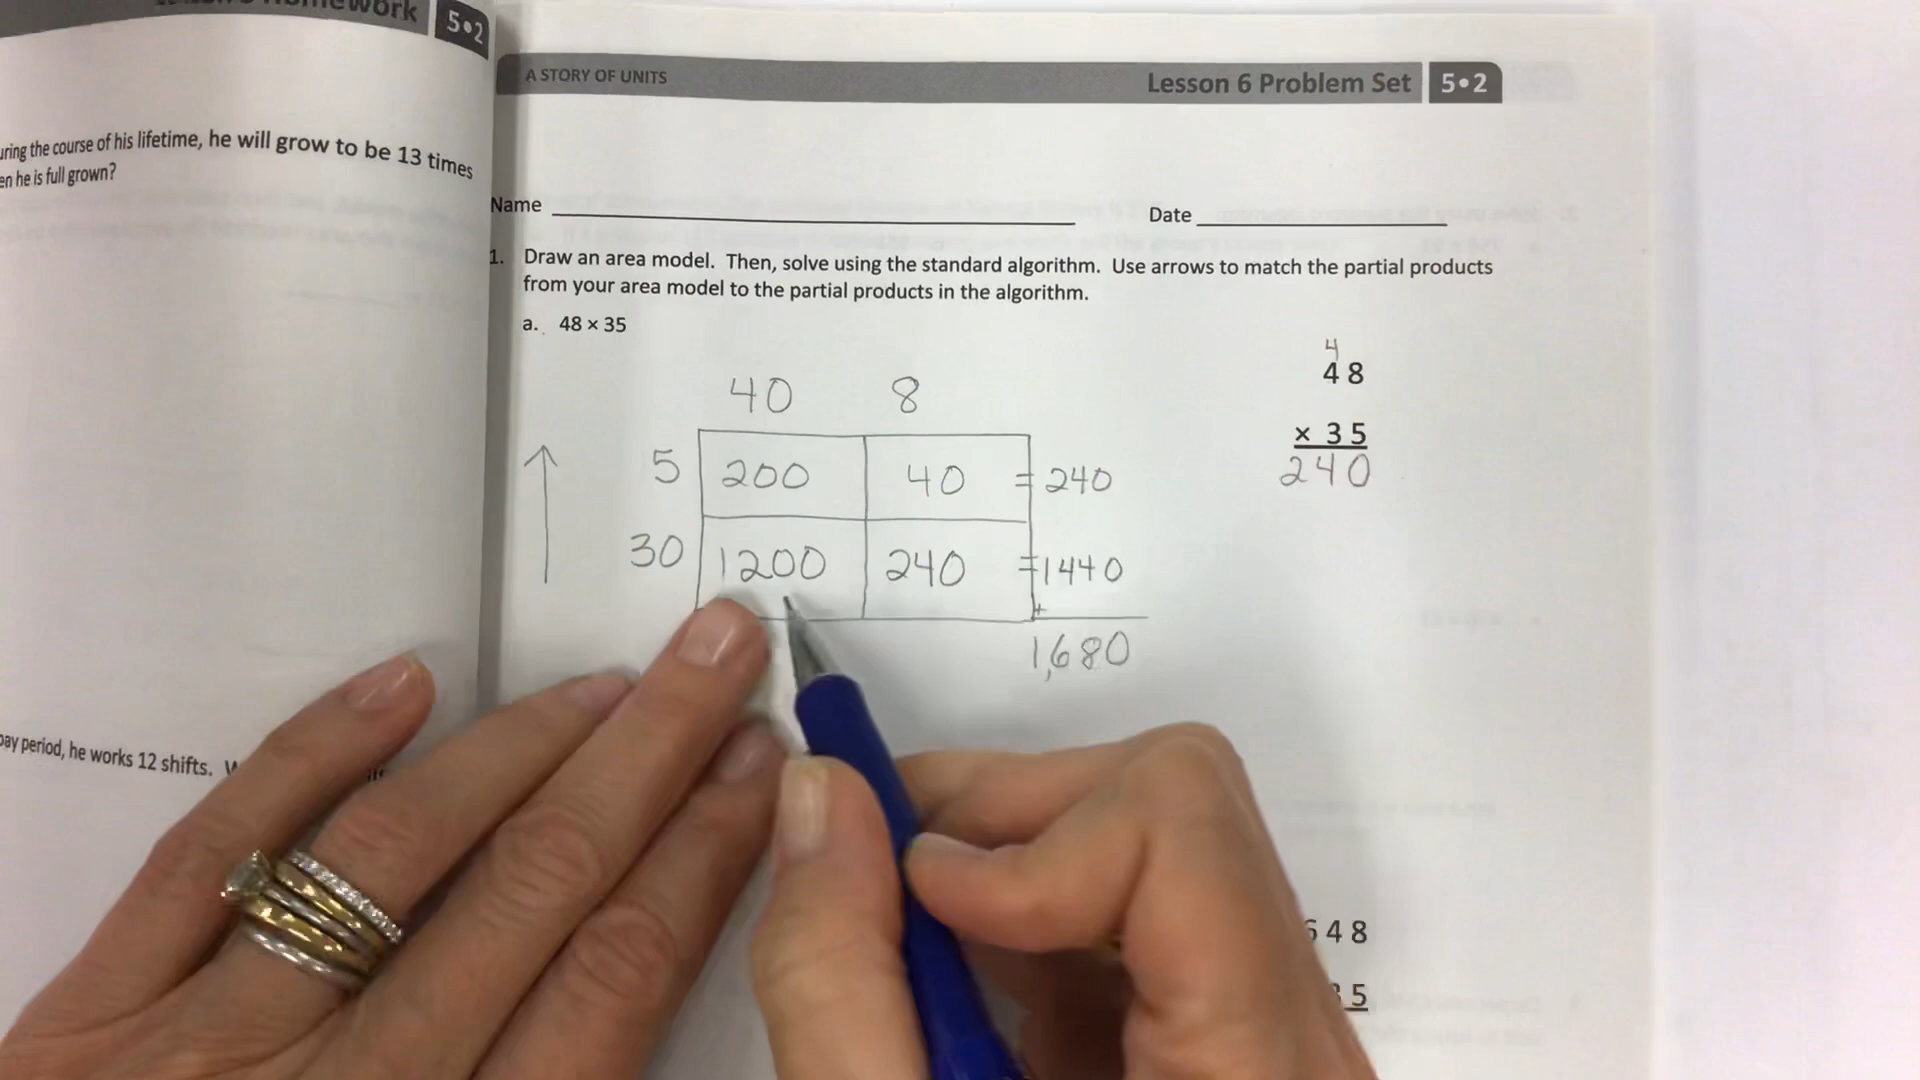 Homework 5•2
uring the course of his lifetime, he will grow to be 13 times
en he is full grown?
pay period, he works 12 shifts.
A STORY OF UNITS
Lesson 6 Problem Set 5•2
Name
Date
1. Draw an area model. Then, solve using the standard algorithm. Use arrows to match the partial products
from your area model to the partial products in the algorithm.
a. 48 × 35
40 8
5 200 40 = 240
30 1200 240 = 1440
+
1,680
4
48
× 35
240
648
5